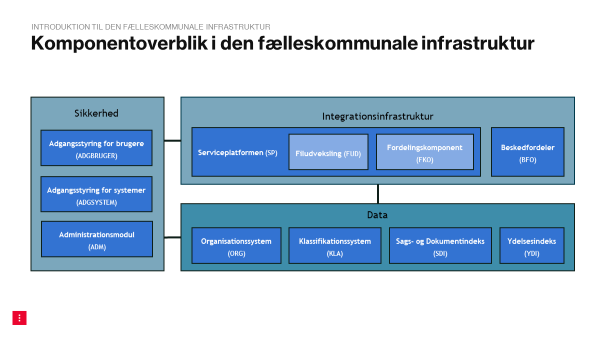 INTRODUKTION TIL DEN FÆLLESKOMMUNALE INFRASTRUKTUR
Komponentoverblik i den fælleskommunale infrastruktur
Sikkerhed
Adgangsstyring for brugere
(ADGBRUGER)
Adgangsstyring for systemer
(ADGSYSTEM)
Administrationsmodul
(ADM)
Integrationsinfrastruktur
Serviceplatformen (SP)
Filudveksling (FUD)
Fordelingskomponent
(FKO)
Beskedfordeler
(BFO)
Data
Organisationssystem
(ORG)
Klassifikationssystem
(KLA)
Sags- og Dokumentindeks
(SDI)
Ydelsesindeks
(YDI)